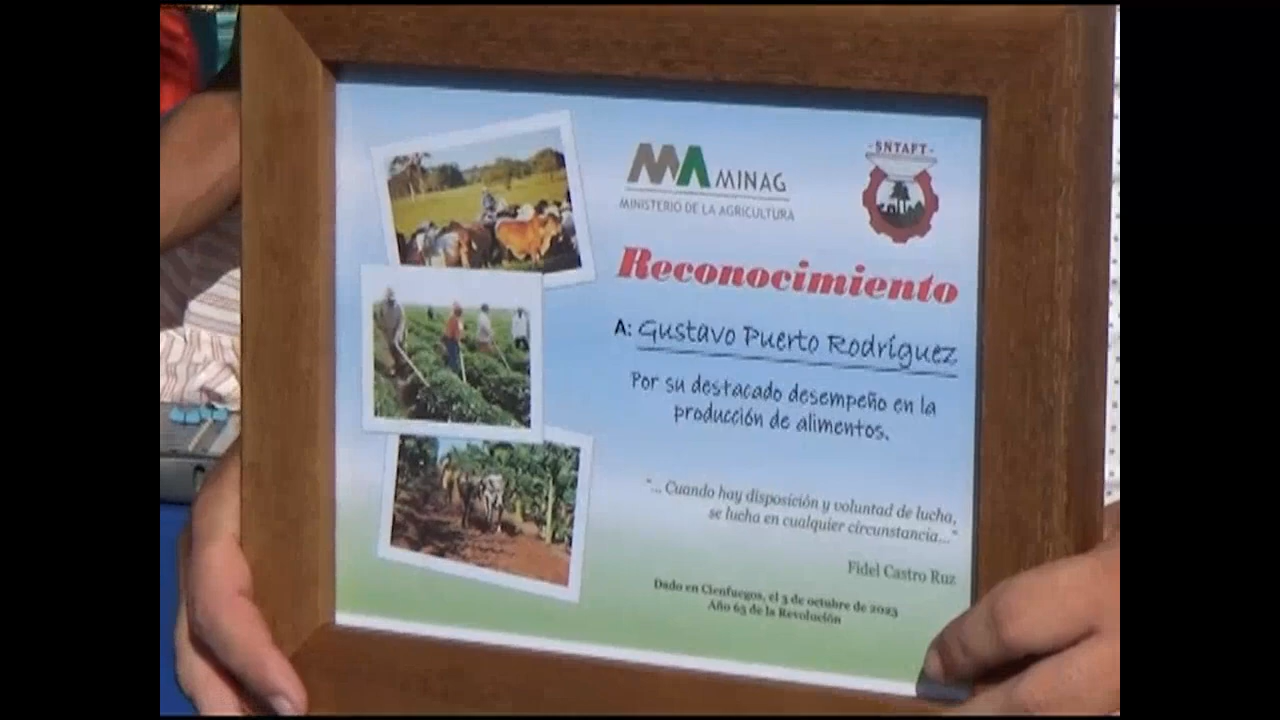 MINAG
MINISTERIO DE LA AGRICULTURA
-SNTAFT-
Reconocimiento
A: Gustavo Puerto Rodríguez
Por su destacado desempeño en la
producción de alimentos.
"... Cuando hay disposición y voluntad de lucha,
se lucha en cualquier circunstancia..."
Fidel Castro Ruz
Dado en Cienfuegos, el 3 de octubre de 2023
Año 65 de la Revolución